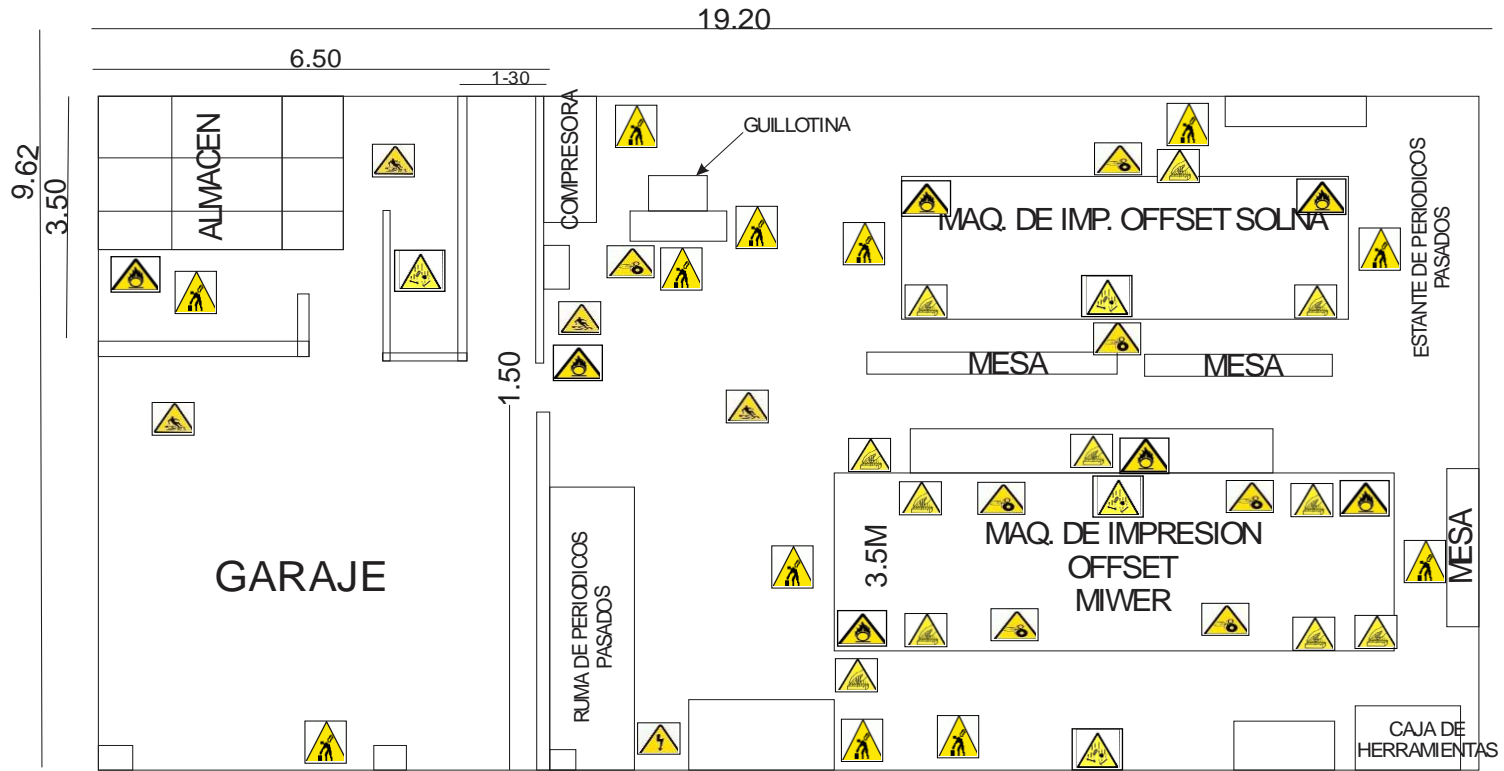 19.20
6.50
1-30
9.62
3.50
ALMACEN
COMPRESORA
GUILLOTINA
MAQ. DE IMP. OFFSET SOLNA
ESTANTE DE PERIODICOS
PASADOS
MESA
MESA
1.50
GARAJE
RUMA DE PERIODICOS
PASADOS
3.5M
MAQ. DE IMPRESION
OFFSET
MIWER
MESA
CAJA DE
HERRAMIENTAS